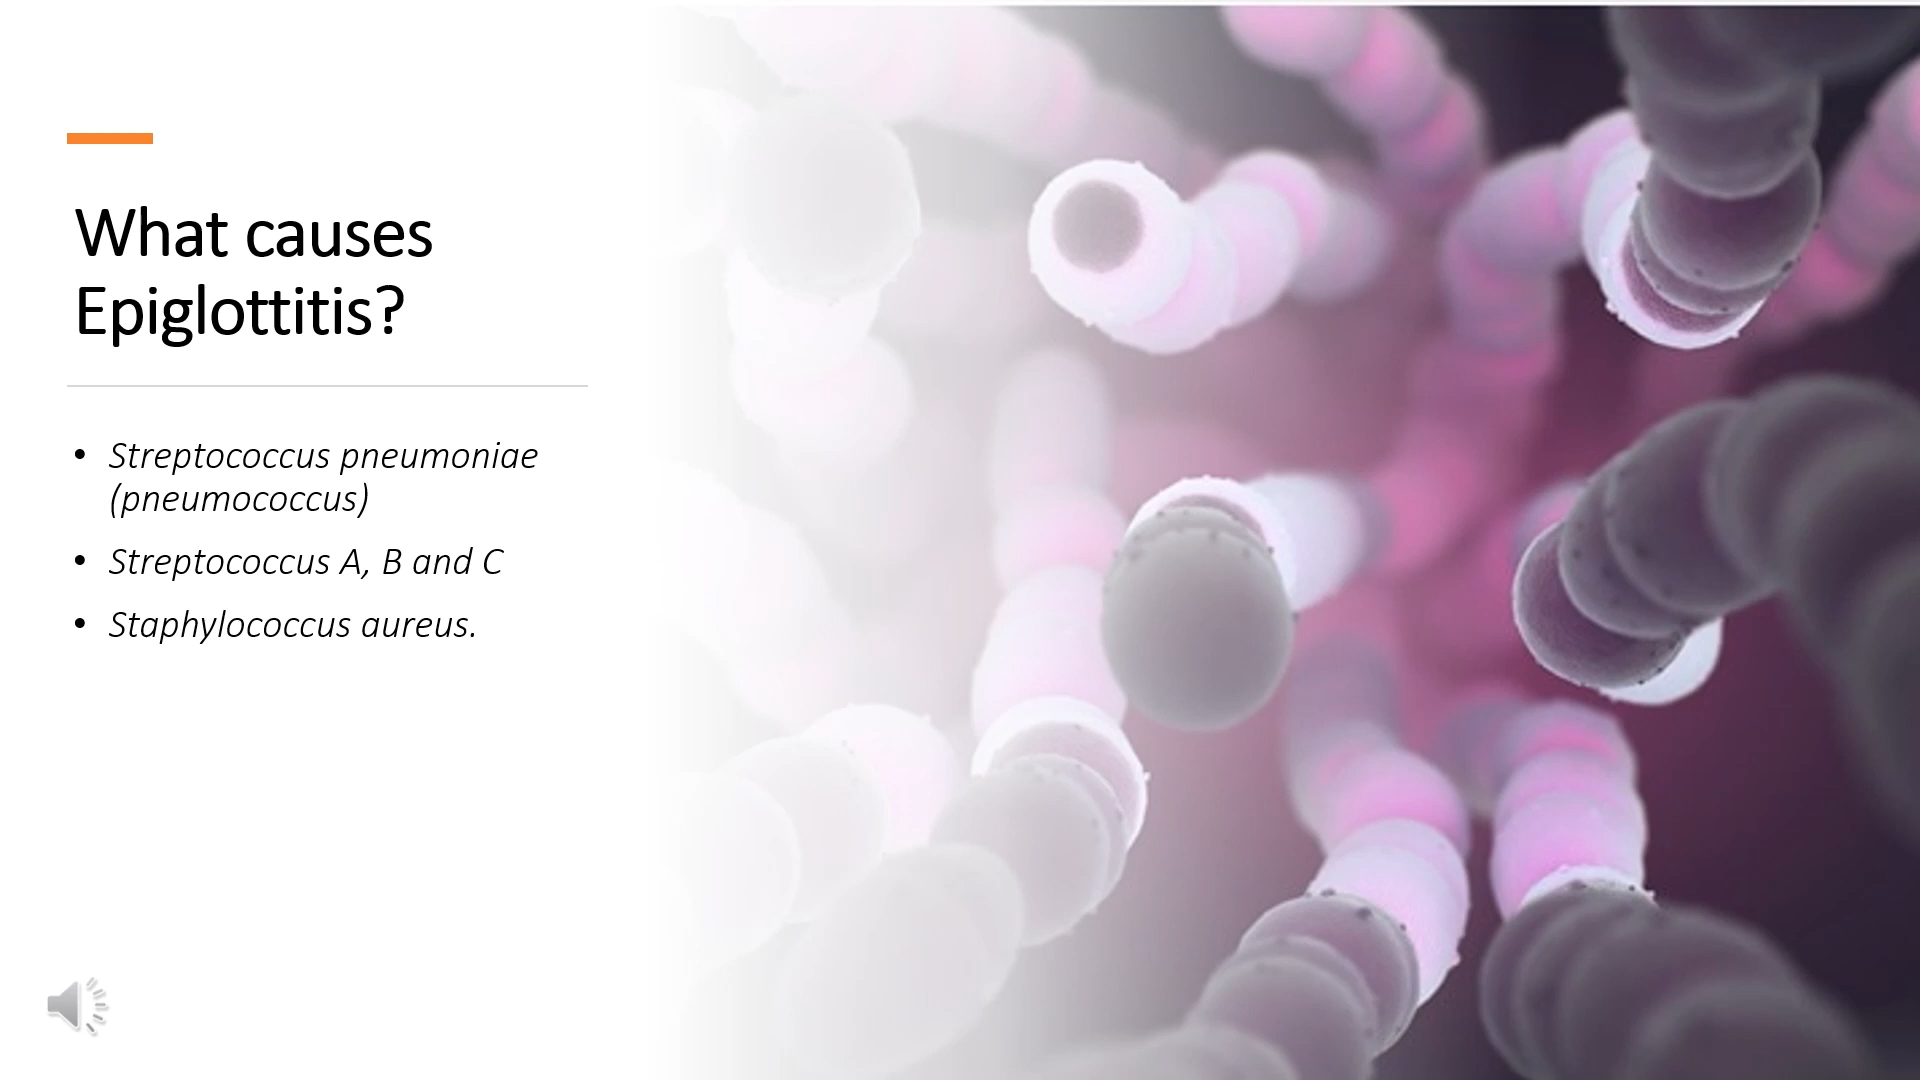 What causes
Epiglottitis?
• Streptococcus pneumoniae
(pneumococcus)
• Streptococcus A, B and C
• Staphylococcus aureus.